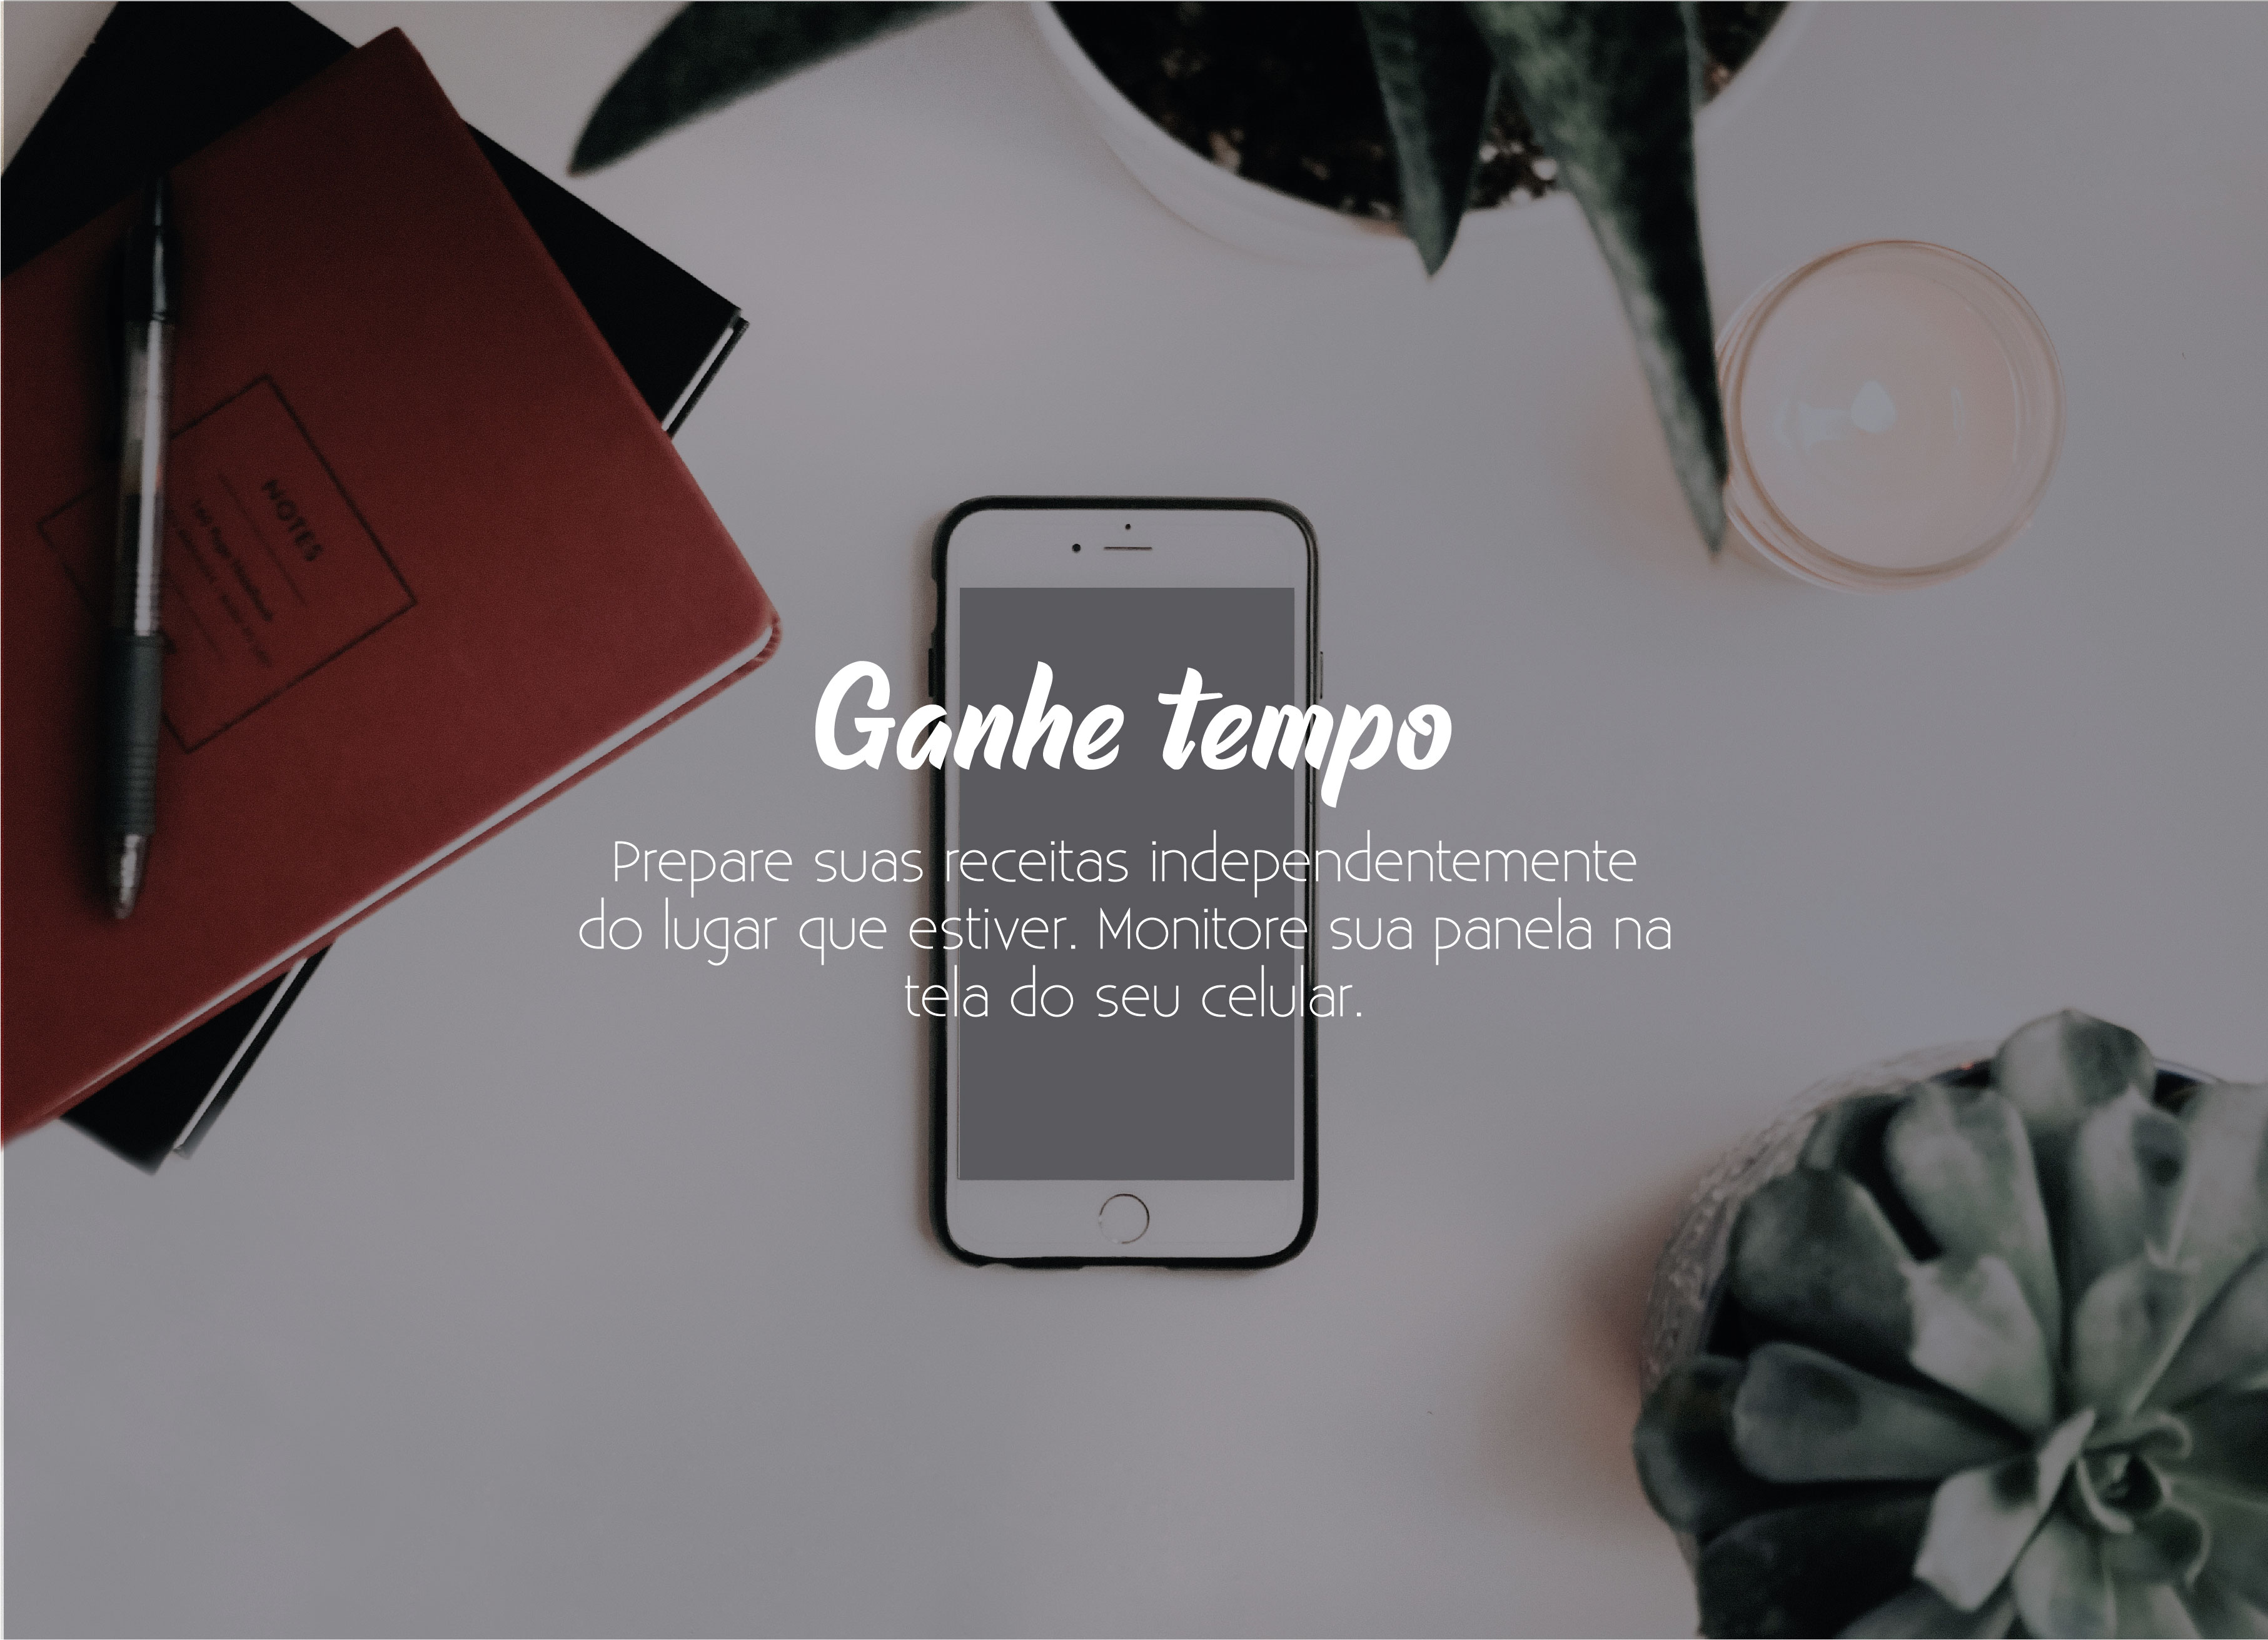 NOTES
Ganhe tempo
Prepare suas receitas independentemente
do lugar que estiver. Monitore sua panela na
tela do seu celular.